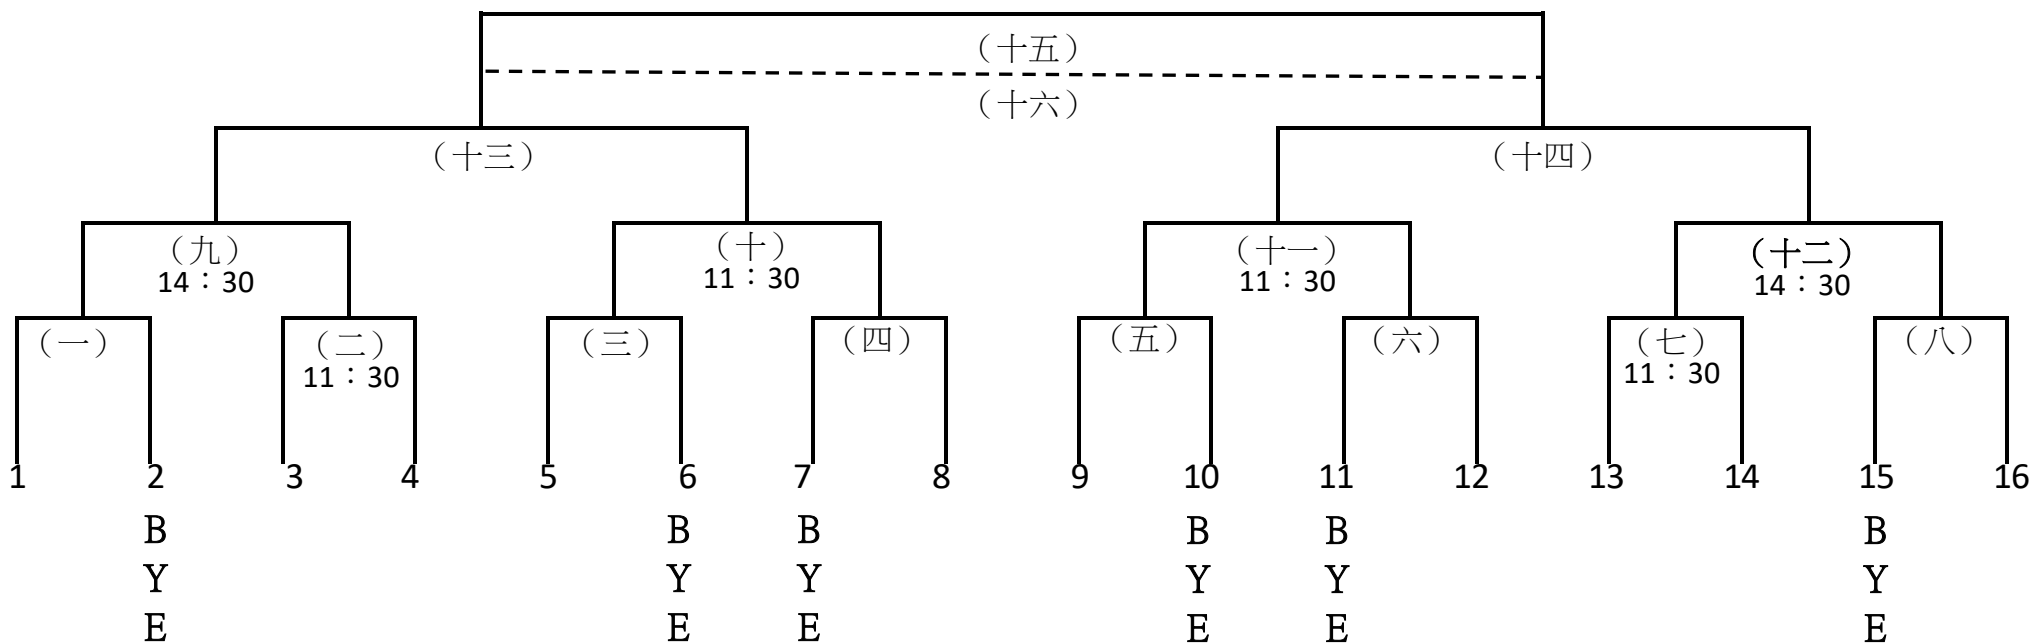 （十五）
（十六）
（十三） （十四）
（九） （十） （十一） （十二）
14：30 11：30 11：30 14：30
（一） （二） （三） （四） （五） （六） （七） （八）
11：30 11：30
1 2 3 4 5 6 7 8 9 10 11 12 13 14 15 16
B B B B B B
Y Y Y Y Y Y
E E E E E E